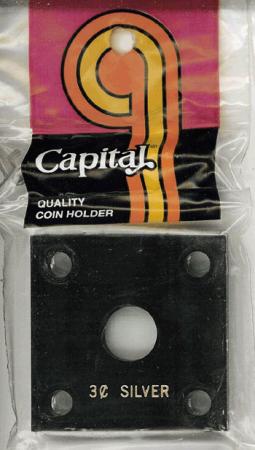 Capital
QUALITY
COIN HOLDER
3¢ SILVER